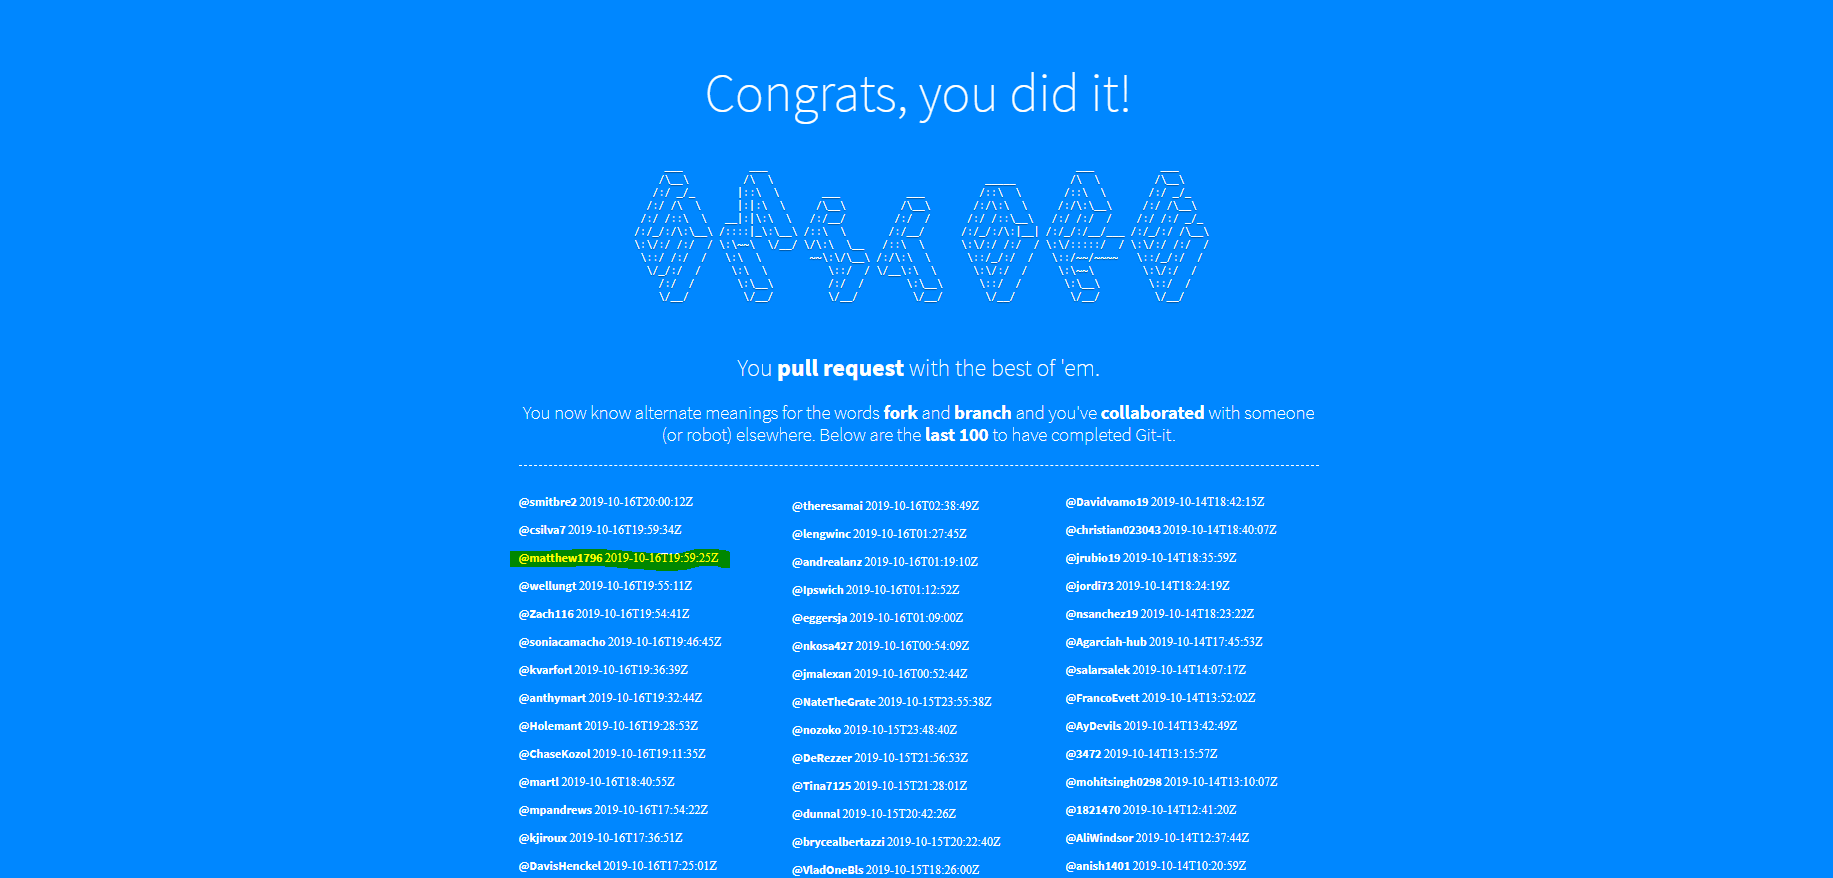 Congrats, you did it!
You pull request with the best of 'em.
You now know alternate meanings for the words fork and branch and you've collaborated with someone
(or robot) elsewhere. Below are the last 100 to have completed Git-it.
@smitbre2 2019-10-16T20:00:12Z
@csilva7 2019-10-16T19:59:34Z
@matthew1796 2019-10-16T19:59:25Z
@wellungt 2019-10-16T19:55:11Z
@Zach116 2019-10-16T19:54:41Z
@soniacamacho 2019-10-16T19:46:45Z
@kvarforl 2019-10-16T19:36:39Z
@anthymart 2019-10-16T19:32:44Z
@Holemant 2019-10-16T19:28:53Z
@ChaseKozol 2019-10-16T19:11:35Z
@martl 2019-10-16T18:40:55Z
@mpandrews 2019-10-16T17:54:22Z
@kjiroux 2019-10-16T17:36:51Z
@DavisHenckel 2019-10-16T17:25:01Z
@theresamai 2019-10-16T02:38:49Z
@lengwinc 2019-10-16T01:27:45Z
@andrealanz 2019-10-16T01:19:10Z
@Ipswich 2019-10-16T01:12:52Z
@eggersja 2019-10-16T01:09:00Z
@nkosa427 2019-10-16T00:54:09Z
@jmalexan 2019-10-16T00:52:44Z
@NateTheGrate 2019-10-15T23:55:38Z
@nozoko 2019-10-15T23:48:40Z
@DeRezzer 2019-10-15T21:56:53Z
@Tina7125 2019-10-15T21:28:01Z
@dunnal 2019-10-15T20:42:26Z
@brycealbertazzi 2019-10-15T20:22:40Z
@VladOneBls 2019-10-15T18:26:00Z
@Davidvamo19 2019-10-14T18:42:15Z
@christian023043 2019-10-14T18:40:07Z
@jrubio19 2019-10-14T18:35:59Z
@jordi73 2019-10-14T18:24:19Z
@nsanchez19 2019-10-14T18:23:22Z
@Agarciah-hub 2019-10-14T17:45:53Z
@salarsalek 2019-10-14T14:07:17Z
@FrancoEvett 2019-10-14T13:52:02Z
@AyDevils 2019-10-14T13:42:49Z
@3472 2019-10-14T13:15:57Z
@mohitsingh0298 2019-10-14T13:10:07Z
@1821470 2019-10-14T12:41:20Z
@AliWindsor 2019-10-14T12:37:44Z
@anish1401 2019-10-14T10:20:59Z